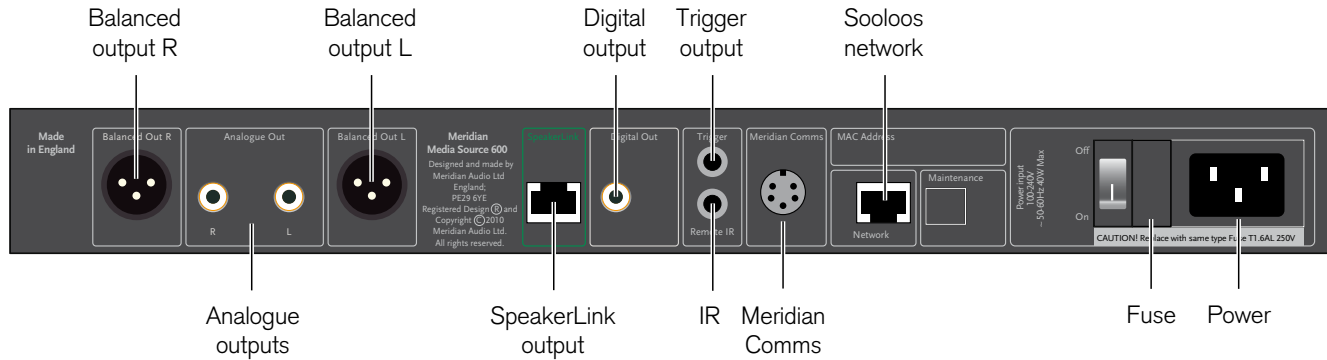 Balanced
output R
Balanced
output L
Digital
output
Trigger
output
Sooloos
network
Made
in England
Balanced Out R
Analogue Out
R
L
Balanced Out L
Meridian
Media Source 600
Designed and made by
Meridian Audio Ltd
England;
PE29 6YE
Registered Design Ⓡ and
Copyright Ⓒ2010
Meridian Audio Ltd.
All rights reserved.
SpeakerLink
Digital Out
Trigger
Remote IR
Meridian Comms
MAC Address
Network
Maintenance
Power input
100-240V
~ 50-60Hz 40W Max
Off
On
CAUTION! Replace with same type Fuse T1.6AL 250V
Analogue
outputs
SpeakerLink
output
IR
Meridian
Comms
Fuse
Power